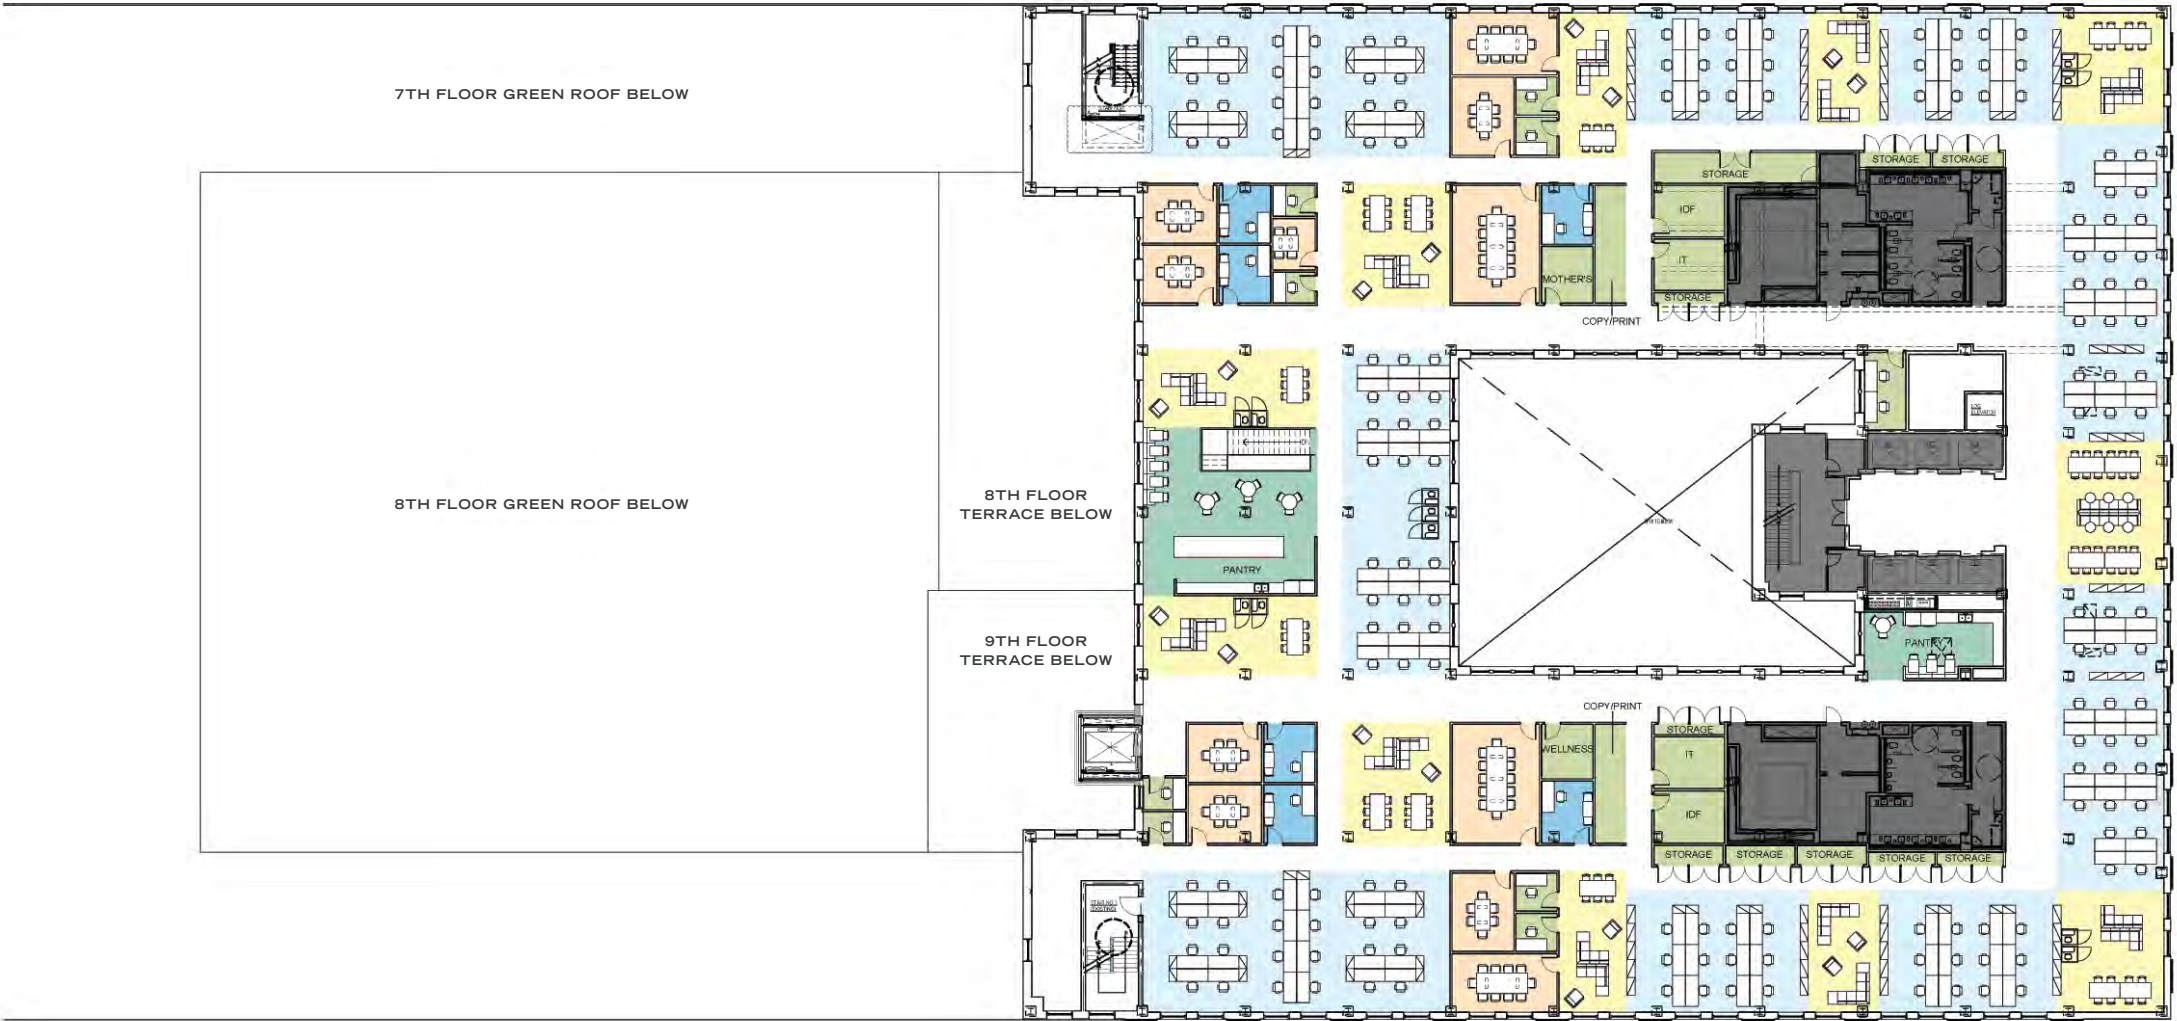 7TH FLOOR GREEN ROOF BELOW
STORAGE
STORAGE
STORAGE
IDF
IT
MOTHER'S
STORAGE
COPY/PRINT
8TH FLOOR GREEN ROOF BELOW
8TH FLOOR
TERRACE BELOW
PANTRY
9TH FLOOR
TERRACE BELOW
PANTRY
COPY/PRINT
STORAGE
WELLNESS
IT
IDF
STORAGE
STORAGE
STORAGE
STORAGE
STORAGE